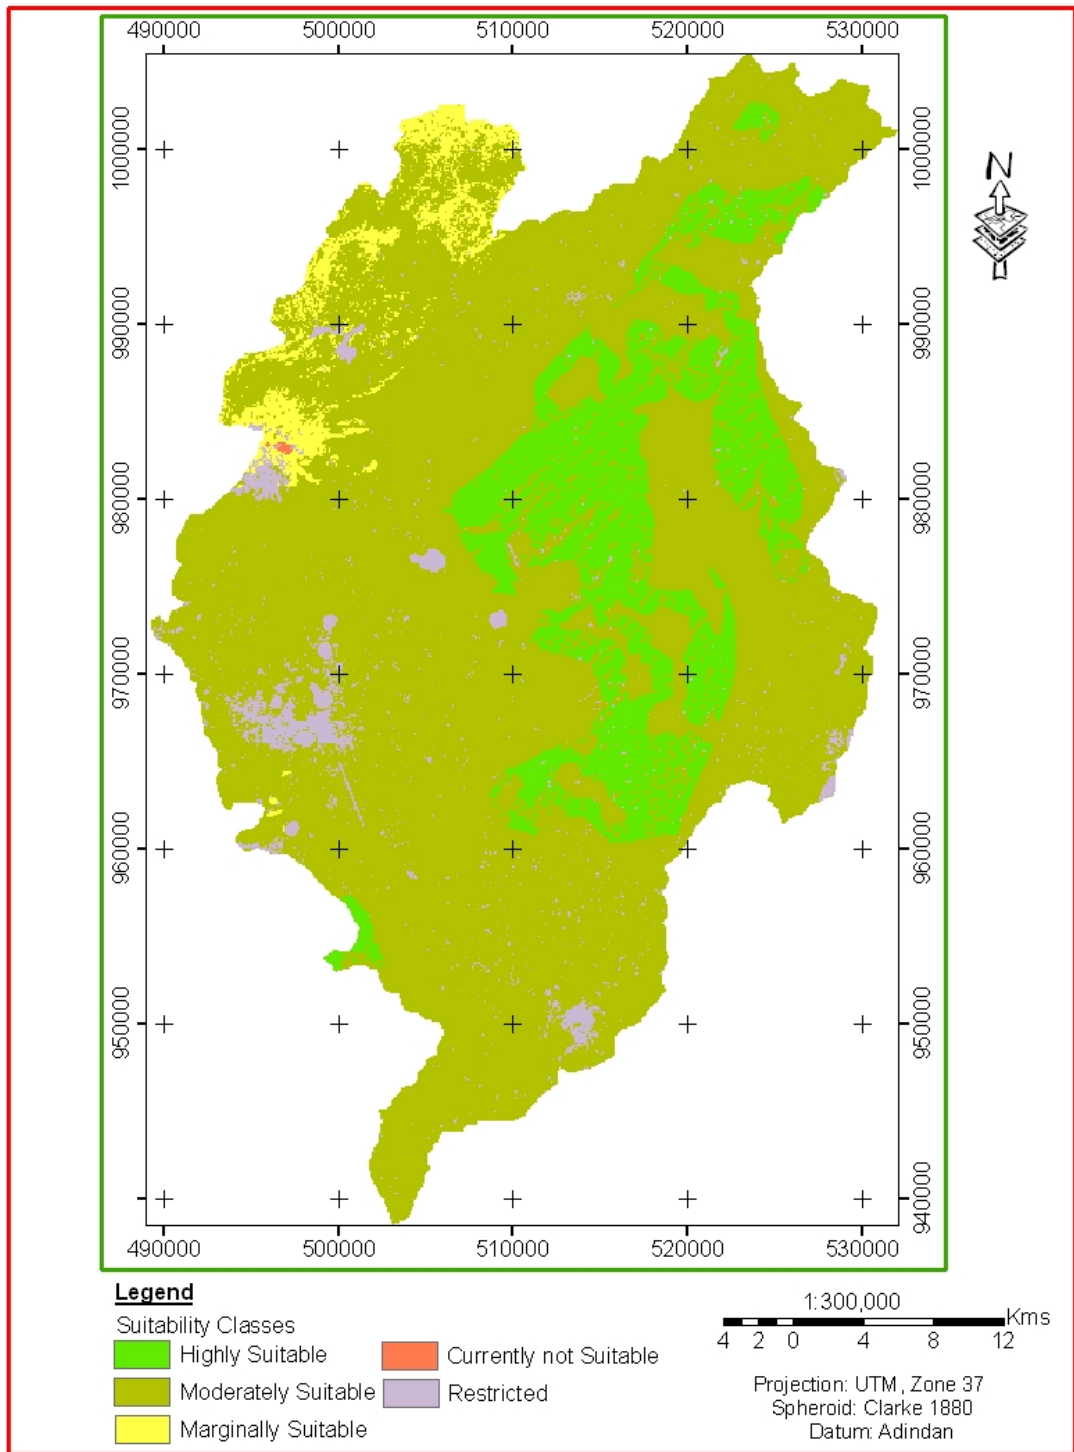 490000 500000 510000 520000 530000
1000000 1000000
990000 990000
980000 980000
970000 970000
960000 960000
950000 950000
940000
490000 500000 510000 520000 530000
N
Legend
Suitability Classes
Highly Suitable
Moderately Suitable
Marginally Suitable
Currently not Suitable
Restricted
1:300,000
Kms
4 2 0 4 8 12
Projection: UTM, Zone 37
Spheroid: Clarke 1880
Datum: Adindan